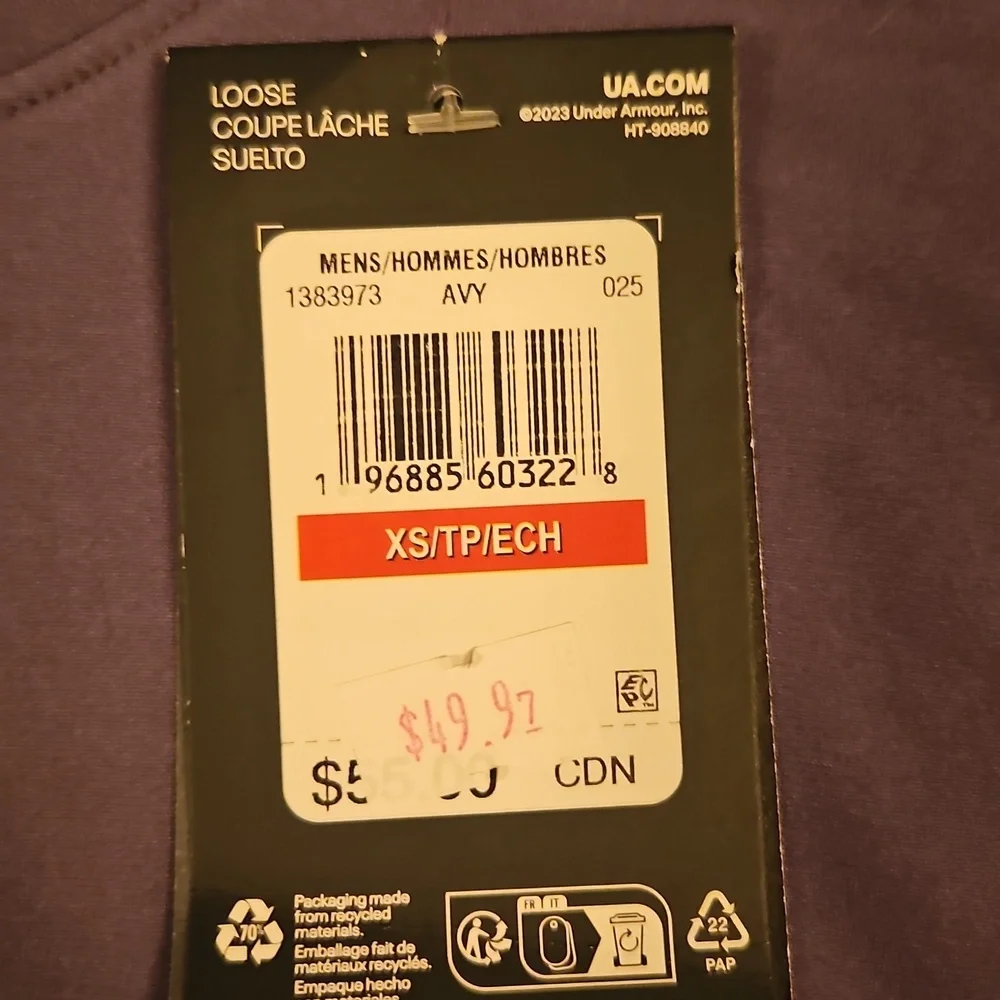 LOOSE
COUPE LÂCHE
SUELTO
UA.COM
©2023 Under Armour, Inc.
HT-908840
MENS/HOMMES/HOMBRES
1383973 AVY 025
1 96885 60322 8
XS/TP/ECH
$49.97
EPC™
CDN
70%
Packaging made
from recycled
materials.
Emballage fait de
matériaux recyclés.
Empaque hecho
FR IT
22
PAP